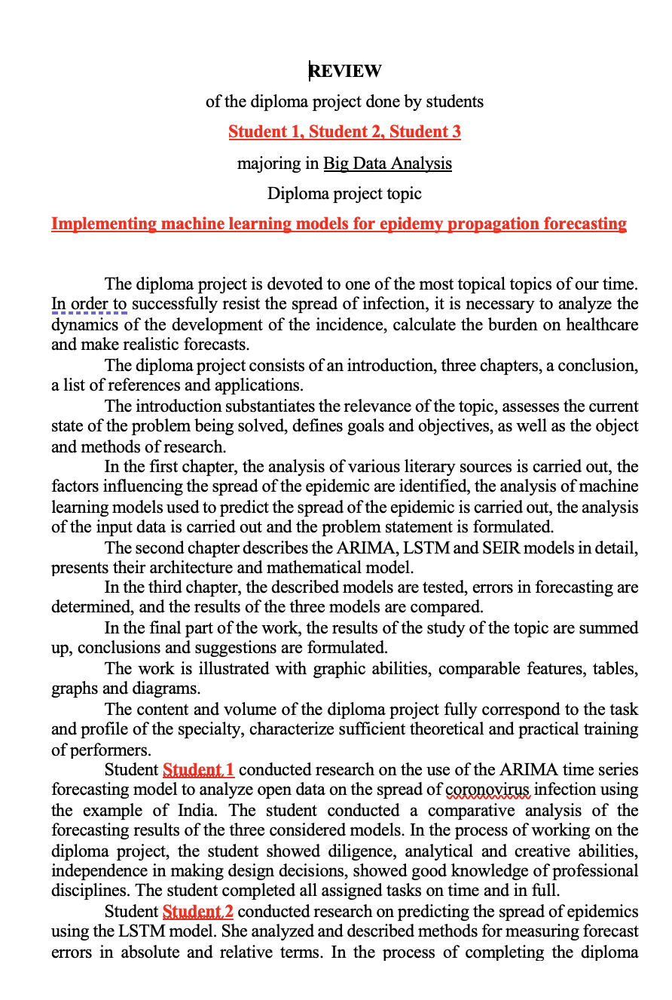 REVIEW
of the diploma project done by students
Student 1, Student 2, Student 3
majoring in Big Data Analysis
Diploma project topic
Implementing machine learning models for epidemy propagation forecasting
The diploma project is devoted to one of the most topical topics of our time.
In order to successfully resist the spread of infection, it is necessary to analyze the
dynamics of the development of the incidence, calculate the burden on healthcare
and make realistic forecasts.
The diploma project consists of an introduction, three chapters, a conclusion,
a list of references and applications.
The introduction substantiates the relevance of the topic, assesses the current
state of the problem being solved, defines goals and objectives, as well as the object
and methods of research.
In the first chapter, the analysis of various literary sources is carried out, the
factors influencing the spread of the epidemic are identified, the analysis of machine
learning models used to predict the spread of the epidemic is carried out, the analysis
of the input data is carried out and the problem statement is formulated.
The second chapter describes the ARIMA, LSTM and SEIR models in detail,
presents their architecture and mathematical model.
In the third chapter, the described models are tested, errors in forecasting are
determined, and the results of the three models are compared.
In the final part of the work, the results of the study of the topic are summed
up, conclusions and suggestions are formulated.
The work is illustrated with graphic abilities, comparable features, tables,
graphs and diagrams.
The content and volume of the diploma project fully correspond to the task
and profile of the specialty, characterize sufficient theoretical and practical training
of performers.
Student Student 1 conducted research on the use of the ARIMA time series
forecasting model to analyze open data on the spread of coronovirus infection using
the example of India. The student conducted a comparative analysis of the
forecasting results of the three considered models. In the process of working on the
diploma project, the student showed diligence, analytical and creative abilities,
independence in making design decisions, showed good knowledge of professional
disciplines. The student completed all assigned tasks on time and in full.
Student Student 2 conducted research on predicting the spread of epidemics
using the LSTM model. She analyzed and described methods for measuring forecast
errors in absolute and relative terms. In the process of completing the diploma